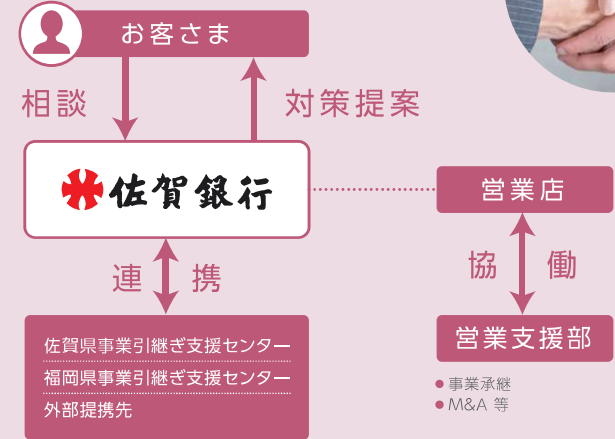 お客さま
相談
対策提案
佐賀銀行
営業店
連携
協働
佐賀県事業引継ぎ支援センター
福岡県事業引継ぎ支援センター
外部提携先
営業支援部
● 事業承継
● M&A 等